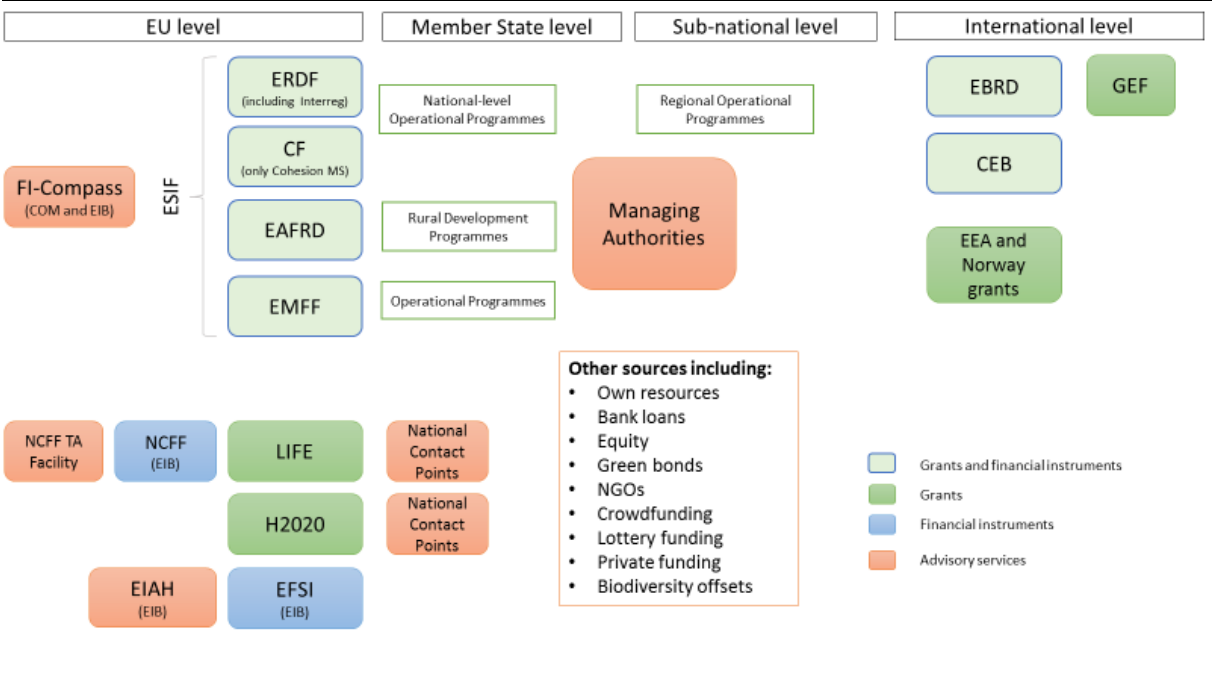 EU level
Member State level
Sub-national level
International level
ERDF
(including Interreg)
National-level
Operational Programmes
Regional Operational
Programmes
EBRD
GEF
CF
(only Cohesion MS)
CEB
FI-Compass
(COM and EIB)
ESIF
Managing
Authorities
EAFRD
Rural Development
Programmes
EEA and
Norway
grants
EMFF
Operational Programmes
Other sources including:
• Own resources
• Bank loans
• Equity
• Green bonds
• NGOs
• Crowdfunding
• Lottery funding
• Private funding
• Biodiversity offsets
NCFF TA
Facility
NCFF
(EIB)
LIFE
National
Contact
Points
H2020
National
Contact
Points
EIAH
(EIB)
EFSI
(EIB)
Grants and financial instruments
Grants
Financial instruments
Advisory services